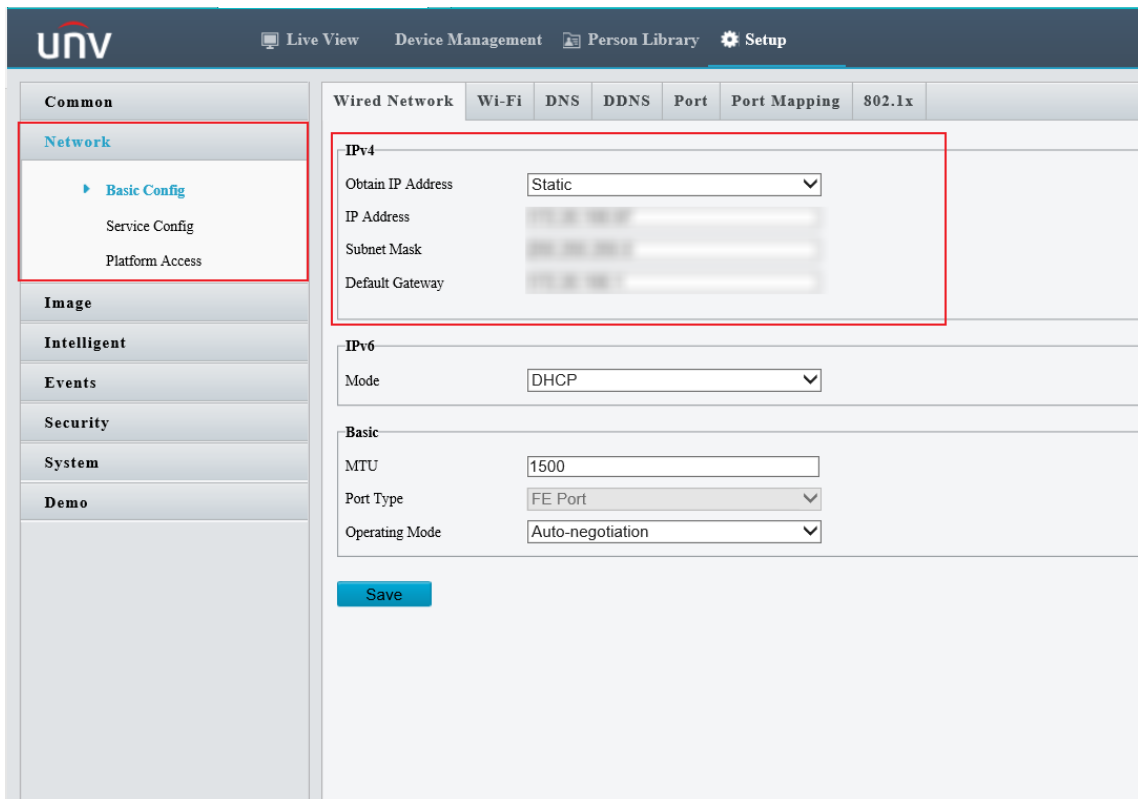 unv
Live View Device Management Person Library Setup
Common
Network
Basic Config
Service Config
Platform Access
Image
Intelligent
Events
Security
System
Demo
Wired Network Wi-Fi DNS DDNS Port Port Mapping 802.1x
IPv4
Obtain IP Address Static
IP Address
Subnet Mask
Default Gateway
IPv6
Mode DHCP
Basic
MTU 1500
Port Type FE Port
Operating Mode Auto-negotiation
Save